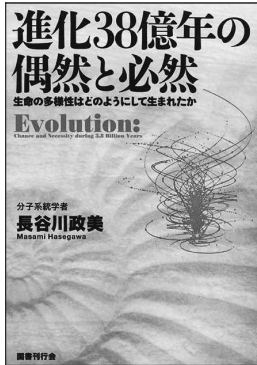 進化38億年の
偶然と必然
生命の多様性はどのようにして生まれたか
Evolution:
Chance and Necessity during 3.8 Billion Years
分子系統学者
長谷川政美
Masami Hasegawa
国書刊行会